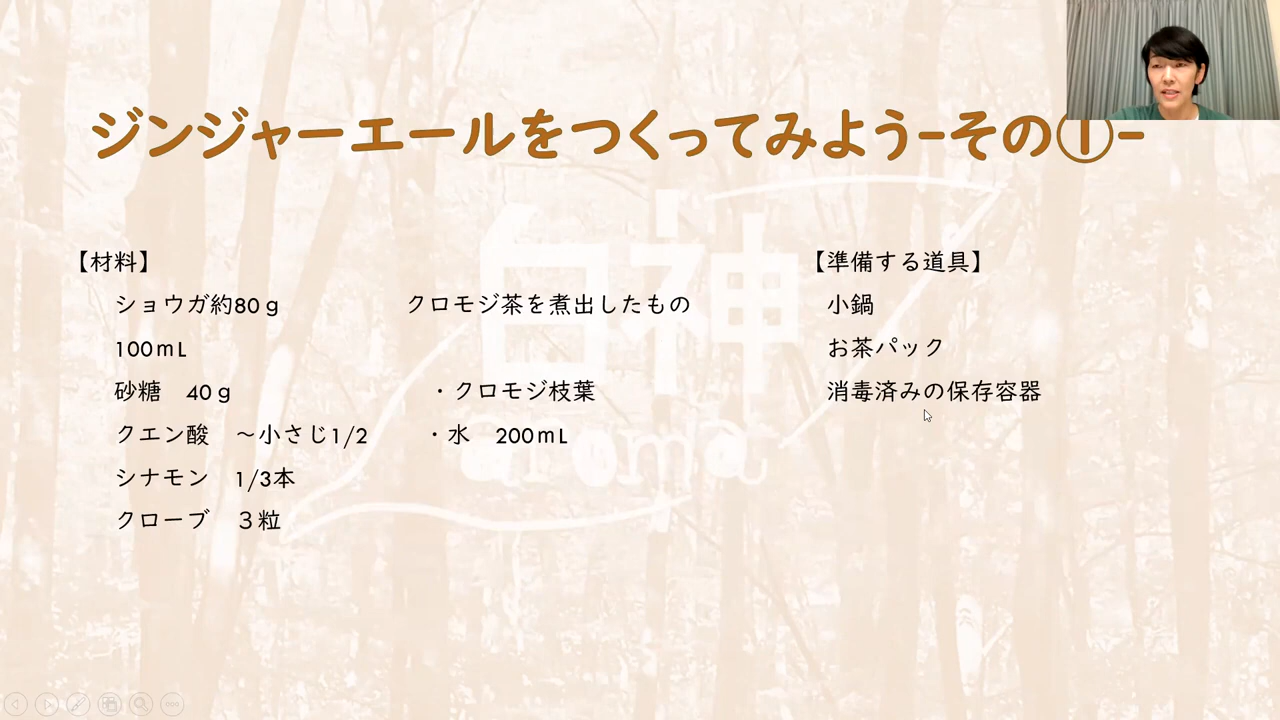 ジンジャーエールをつくってみよう-その①-
【材料】
ショウガ約80g クロモジ茶を煮出したもの
100mL
砂糖 40g ・クロモジ枝葉
クエン酸 ～小さじ1/2 ・水 200mL
シナモン 1/3本
クローブ 3粒
【準備する道具】
小鍋
お茶パック
消毒済みの保存容器
白神
aroma